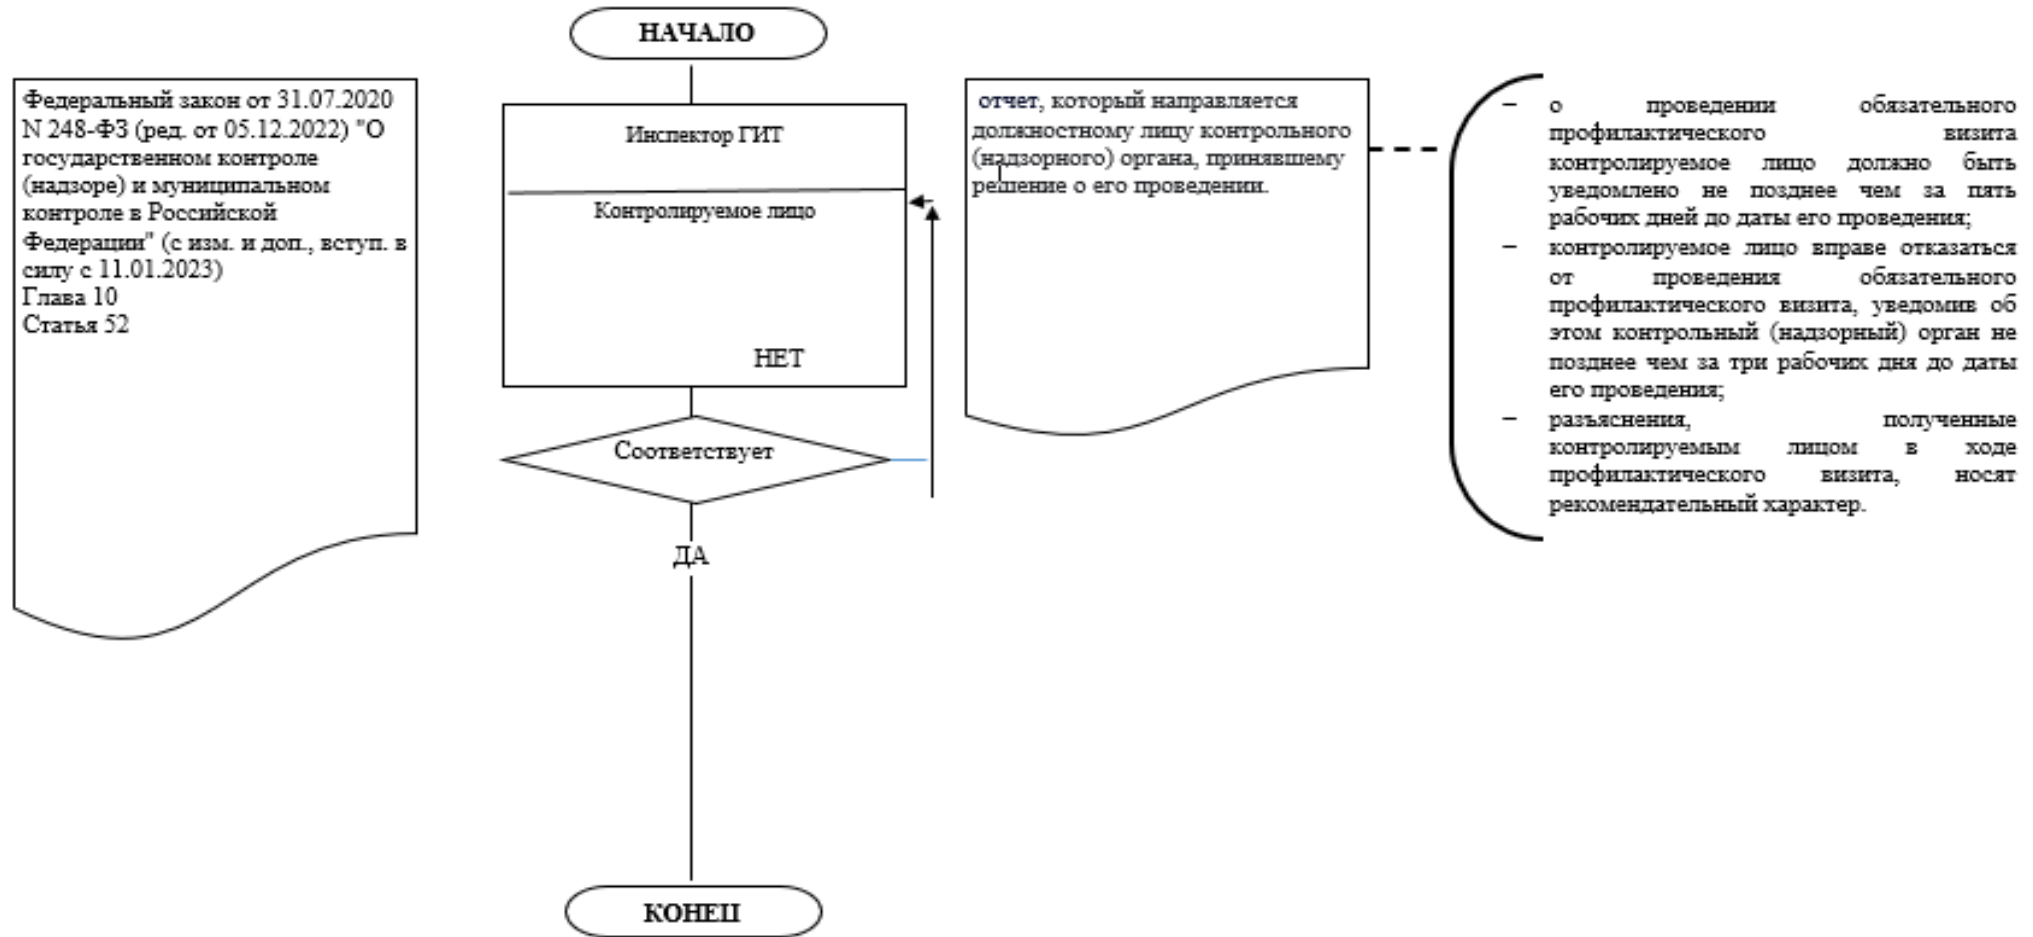 НАЧАЛО
Федеральный закон от 31.07.2020
N 248-ФЗ (ред. от 05.12.2022) "О
государственном контроле
(надзоре) и муниципальном
контроле в Российской
Федерации" (с изм. и доп., вступ. в
силу с 11.01.2023)
Глава 10
Статья 52
Инспектор ГИТ
Контролируемое лицо
НЕТ
Соответствует
ДА
КОНЕЦ
отчет, который направляется
должностному лицу контрольного
(надзорного) органа, принявшему
решение о его проведении.
– о проведении обязательного
профилактического визита
контролируемое лицо должно быть
уведомлено не позднее чем за пять
рабочих дней до даты его проведения;
– контролируемое лицо вправе отказаться
от проведения обязательного
профилактического визита, уведомив об
этом контрольный (надзорный) орган не
позднее чем за три рабочих дня до даты
его проведения;
– разъяснения, полученные
контролируемым лицом в ходе
профилактического визита, носят
рекомендательный характер.